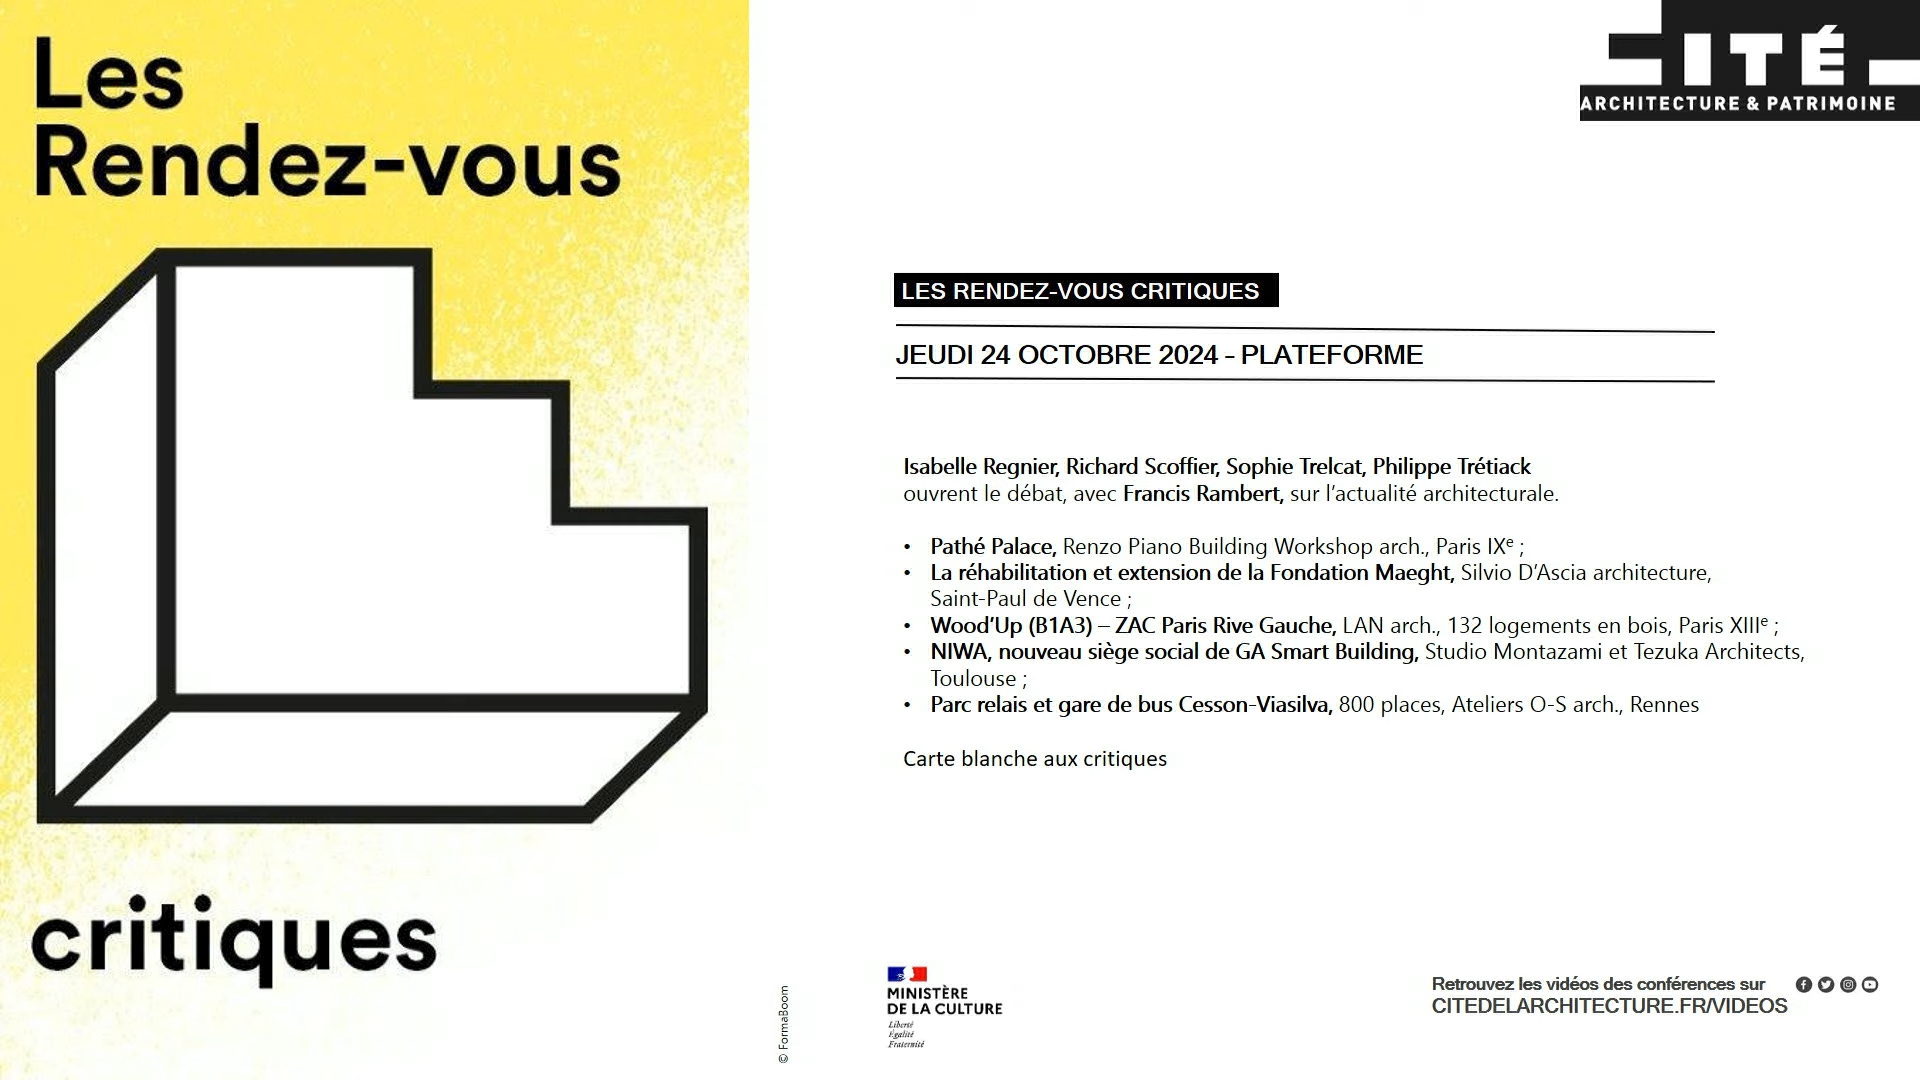 Les
Rendez-vous
critiques
© FormaBoom
CITÉ
ARCHITECTURE & PATRIMOINE
LES RENDEZ-VOUS CRITIQUES
JEUDI 24 OCTOBRE 2024 - PLATEFORME
Isabelle Regnier, Richard Scoffier, Sophie Trelcat, Philippe Trétiack
ouvrent le débat, avec Francis Rambert, sur l’actualité architecturale.
• Pathé Palace, Renzo Piano Building Workshop arch., Paris IXᵉ ;
• La réhabilitation et extension de la Fondation Maeght, Silvio D’Ascia architecture,
Saint-Paul de Vence ;
• Wood’Up (B1A3) – ZAC Paris Rive Gauche, LAN arch., 132 logements en bois, Paris XIIIᵉ ;
• NIWA, nouveau siège social de GA Smart Building, Studio Montazami et Tezuka Architects,
Toulouse ;
• Parc relais et gare de bus Cesson-Viasilva, 800 places, Ateliers O-S arch., Rennes
Carte blanche aux critiques
MINISTÈRE
DE LA CULTURE
Liberté
Égalité
Fraternité
Retrouvez les vidéos des conférences sur
CITEDELARCHITECTURE.FR/VIDEOS